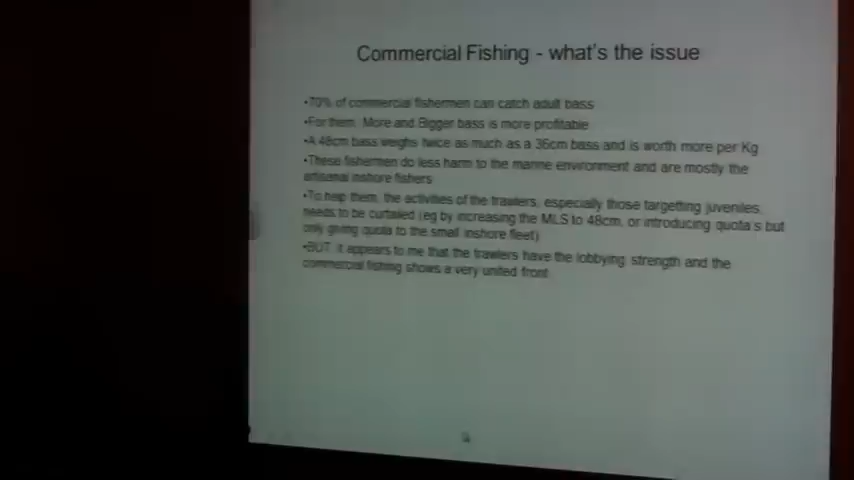 Commercial Fishing - what's the issue
•70% of commercial fishermen can catch adult bass
•For them, More and Bigger bass is more profitable
•A 48cm bass weighs twice as much as a 36cm bass and is worth more per Kg
•These fishermen do less harm to the marine environment and are mostly the
artisanal inshore fishers
•To help them, the activities of the trawlers, especially those targetting juveniles,
needs to be curtailed (eg by increasing the MLS to 48cm, or introducing quota's but
only giving quota to the small inshore fleet)
•BUT, it appears to me that the trawlers have the lobbying strength and the
commercial fishing shows a very united front